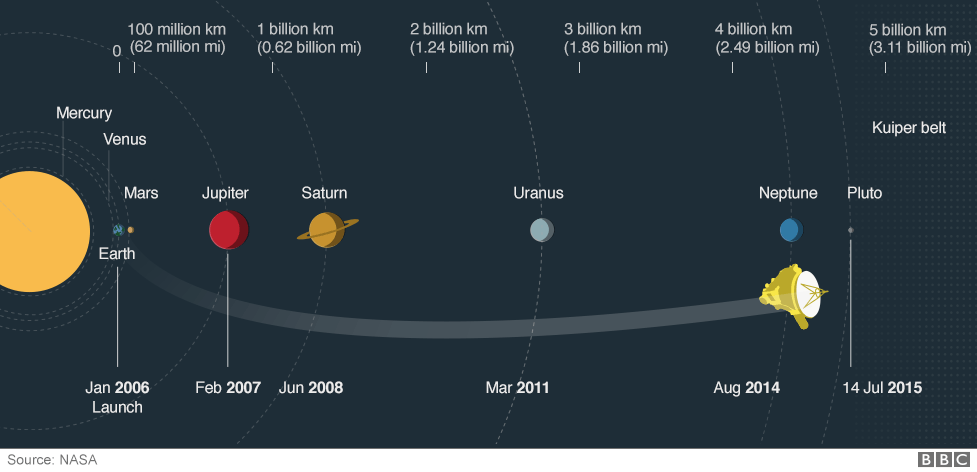 0
100 million km
(62 million mi)
1 billion km
(0.62 billion mi)
2 billion km
(1.24 billion mi)
3 billion km
(1.86 billion mi)
4 billion km
(2.49 billion mi)
5 billion km
(3.11 billion mi)
Mercury
Venus
Kuiper belt
Mars
Jupiter
Saturn
Uranus
Neptune
Pluto
Earth
Jan 2006
Launch
Feb 2007
Jun 2008
Mar 2011
Aug 2014
14 Jul 2015
Source: NASA
BBC